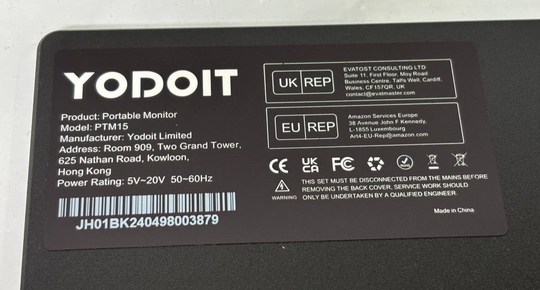 YODOIT
Product: Portable Monitor
Model: PTM15
Manufacturer: Yodoit Limited
Address: Room 909, Two Grand Tower,
625 Nathan Road, Kowloon,
Hong Kong
Power Rating: 5V~20V 50~60Hz
JH01BK240498003879
UK REP
EVATOST CONSULTING LTD
Suite 11, First Floor, Moy Road
Business Centre, Taffs Well, Cardiff,
Wales, CF157QR, UK
contact@evatmaster.com
EU REP
Amazon Services Europe
38 Avenue John F Kennedy,
L-1855 Luxembourg
Art4-EU-Rep@amazon.com
CE UK CA FC
WARNING
THIS SET MUST BE DISCONNECTED FROM THE MAINS BEFORE
REMOVING THE BACK COVER. SERVICE WORK SHOULD
ONLY BE UNDERTAKEN BY A QUALIFIED ENGINEER.
Made in China